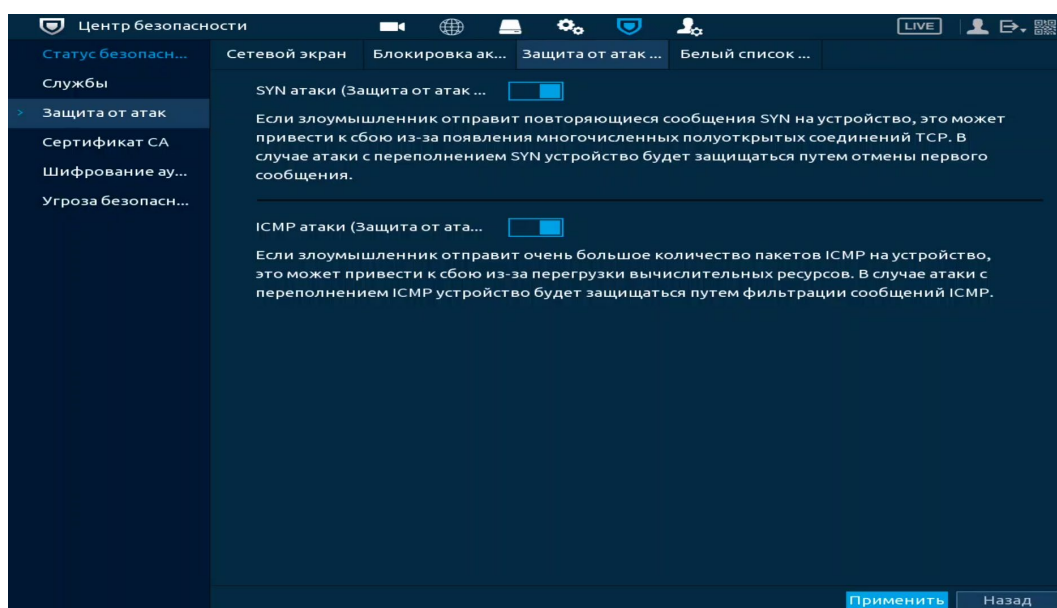 Центр безопасности
LIVE
Статус безопасн...
Службы
Защита от атак
Сертификат CA
Шифрование ау...
Угроза безопасн...
Сетевой экран Блокировка ак... Защита от атак ... Белый список ...
SYN атаки (Защита от атак ...
Если злоумышленник отправит повторяющиеся сообщения SYN на устройство, это может
привести к сбою из-за появления многочисленных полуоткрытых соединений TCP. В
случае атаки с переполнением SYN устройство будет защищаться путем отмены первого
сообщения.
ICMP атаки (Защита от ата...
Если злоумышленник отправит очень большое количество пакетов ICMP на устройство,
это может привести к сбою из-за перегрузки вычислительных ресурсов. В случае атаки с
переполнением ICMP устройство будет защищаться путем фильтрации сообщений ICMP.
Применить Назад